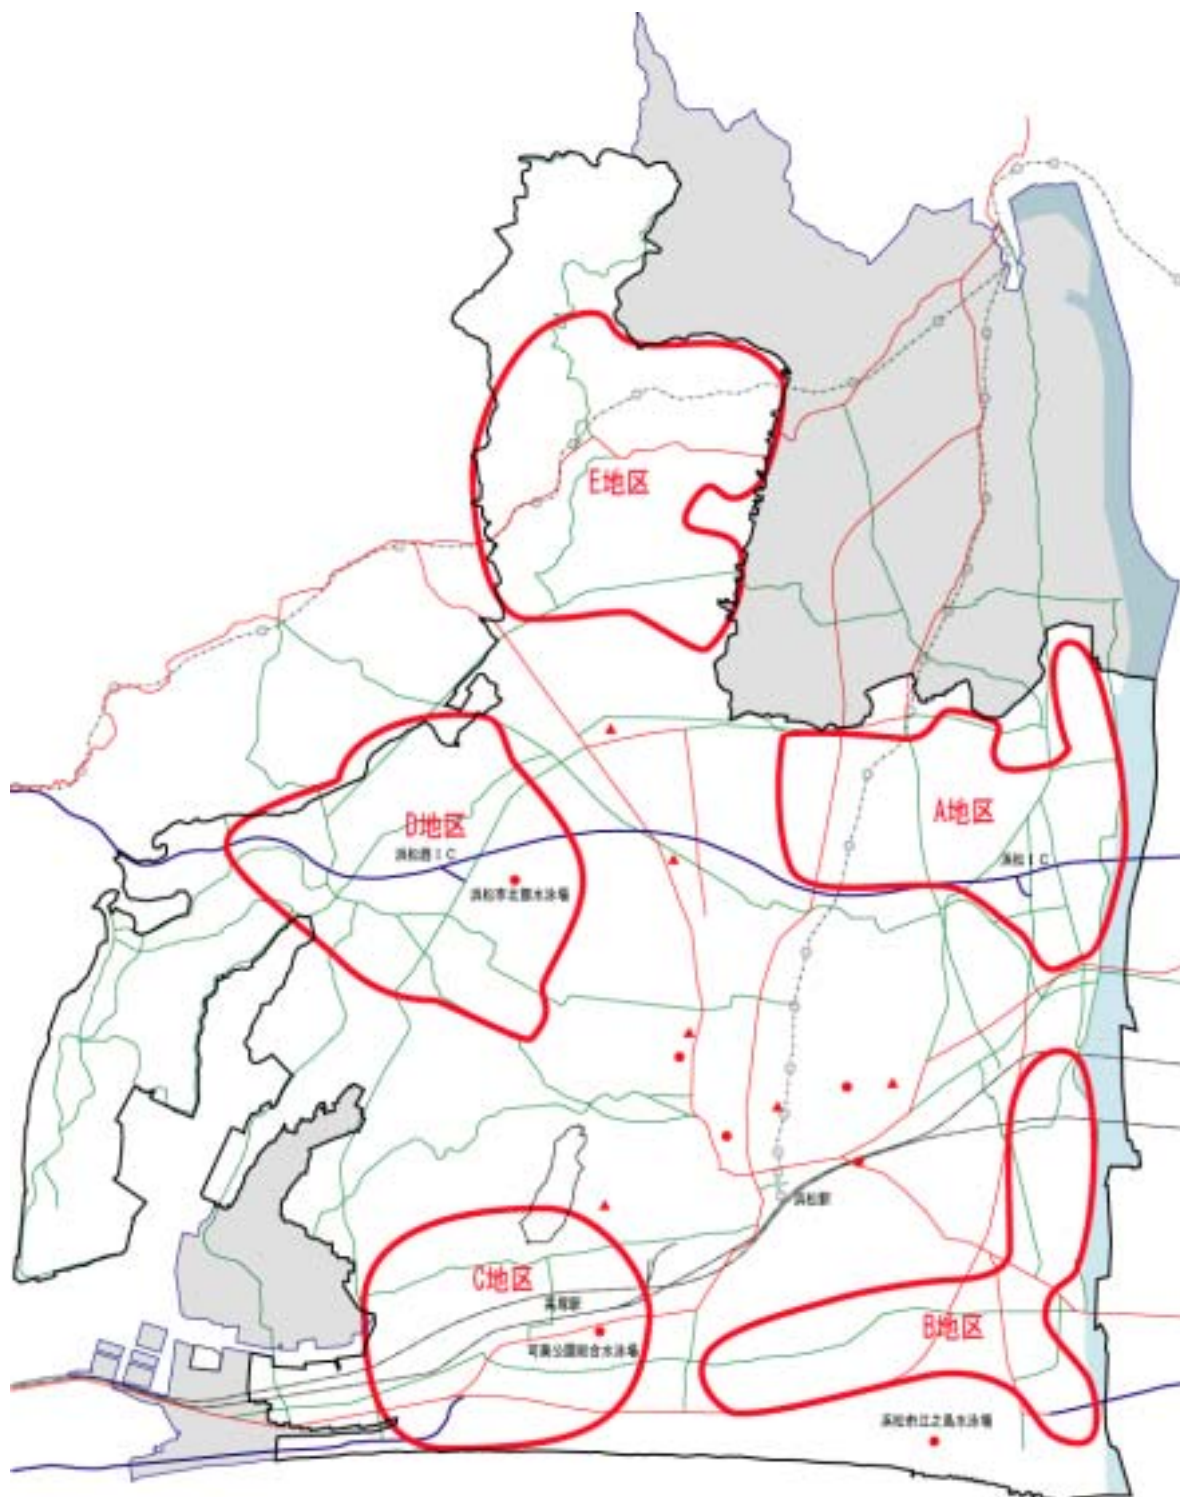 E地区
A地区
D地区
浜松西IC
浜松IC
浜松市北部水泳場
浜松駅
C地区
高塚駅
B地区
可美公園総合水泳場
浜松市江之島水泳場